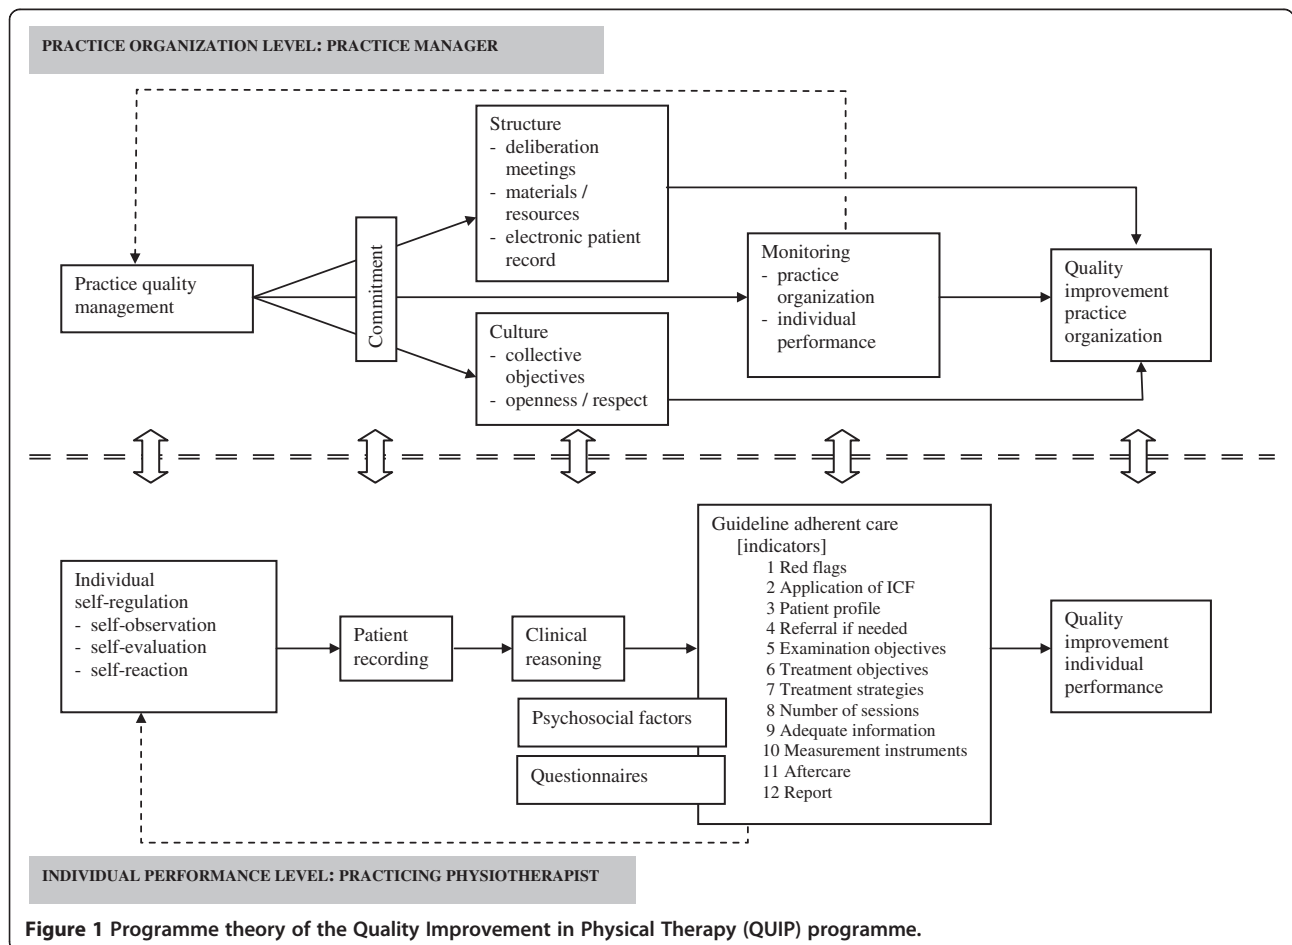 PRACTICE ORGANIZATION LEVEL: PRACTICE MANAGER
Structure
- deliberation
meetings
- materials /
resources
- electronic patient
record
Practice quality
management
Commitment
Monitoring
- practice
organization
- individual
performance
Quality
improvement
practice
organization
Culture
- collective
objectives
- openness / respect
Individual
self-regulation
- self-observation
- self-evaluation
- self-reaction
Patient
recording
Clinical
reasoning
Psychosocial factors
Questionnaires
Guideline adherent care
[indicators]
1 Red flags
2 Application of ICF
3 Patient profile
4 Referral if needed
5 Examination objectives
6 Treatment objectives
7 Treatment strategies
8 Number of sessions
9 Adequate information
10 Measurement instruments
11 Aftercare
12 Report
Quality
improvement
individual
performance
INDIVIDUAL PERFORMANCE LEVEL: PRACTICING PHYSIOTHERAPIST
Figure 1 Programme theory of the Quality Improvement in Physical Therapy (QUIP) programme.